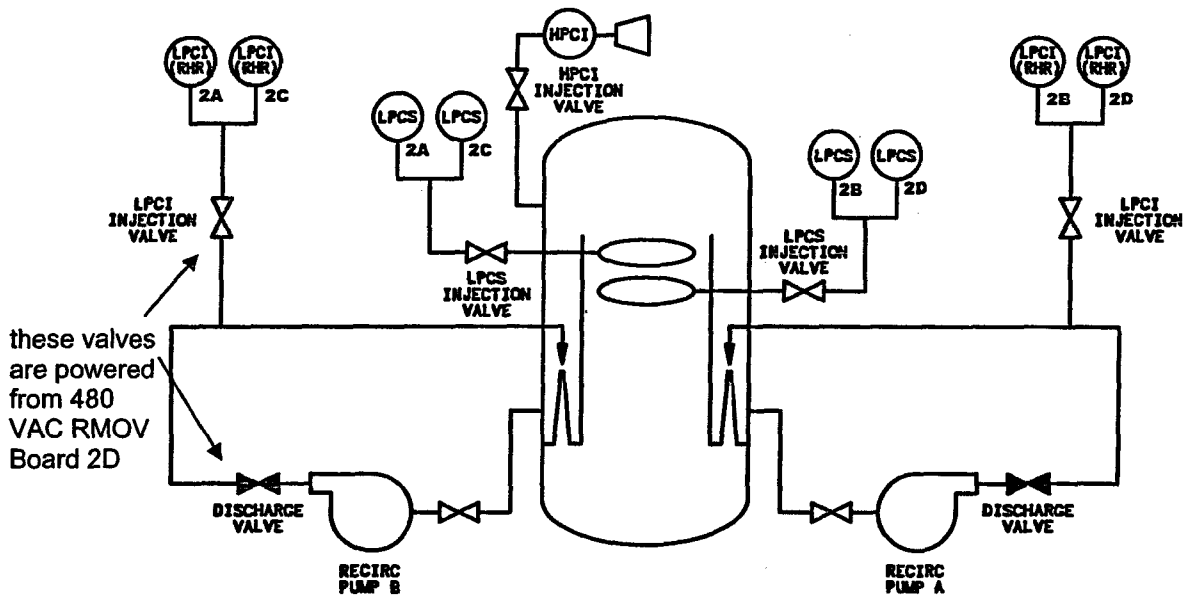 HPCI
HPCI
INJECTION
VALVE
LPCI
(RHR)
2A
LPCI
(RHR)
2C
LPCS
2A
LPCS
2C
LPCI
INJECTION
VALVE
LPCS
INJECTION
VALVE
LPCS
2B
LPCS
2D
LPCS
INJECTION
VALVE
LPCI
(RHR)
2B
LPCI
(RHR)
2D
LPCI
INJECTION
VALVE
these valves
are powered
from 480
VAC RMOV
Board 2D
DISCHARGE
VALVE
RECIRC
PUMP B
RECIRC
PUMP A
DISCHARGE
VALVE